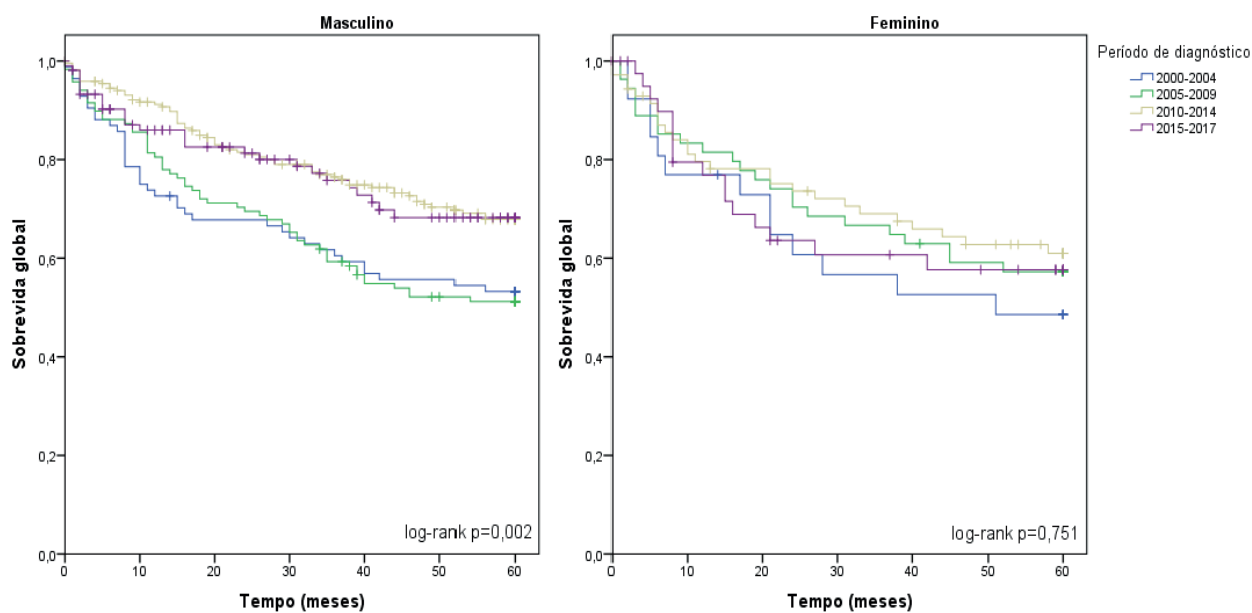 Masculino
Sobrevida global
1,0
0,8
0,6
0,4
0,2
0,0
log-rank p=0,002
0 10 20 30 40 50 60
Tempo (meses)
Feminino
Sobrevida global
1,0
0,8
0,6
0,4
0,2
0,0
log-rank p=0,751
0 10 20 30 40 50 60
Tempo (meses)
Período de diagnóstico
2000-2004
2005-2009
2010-2014
2015-2017